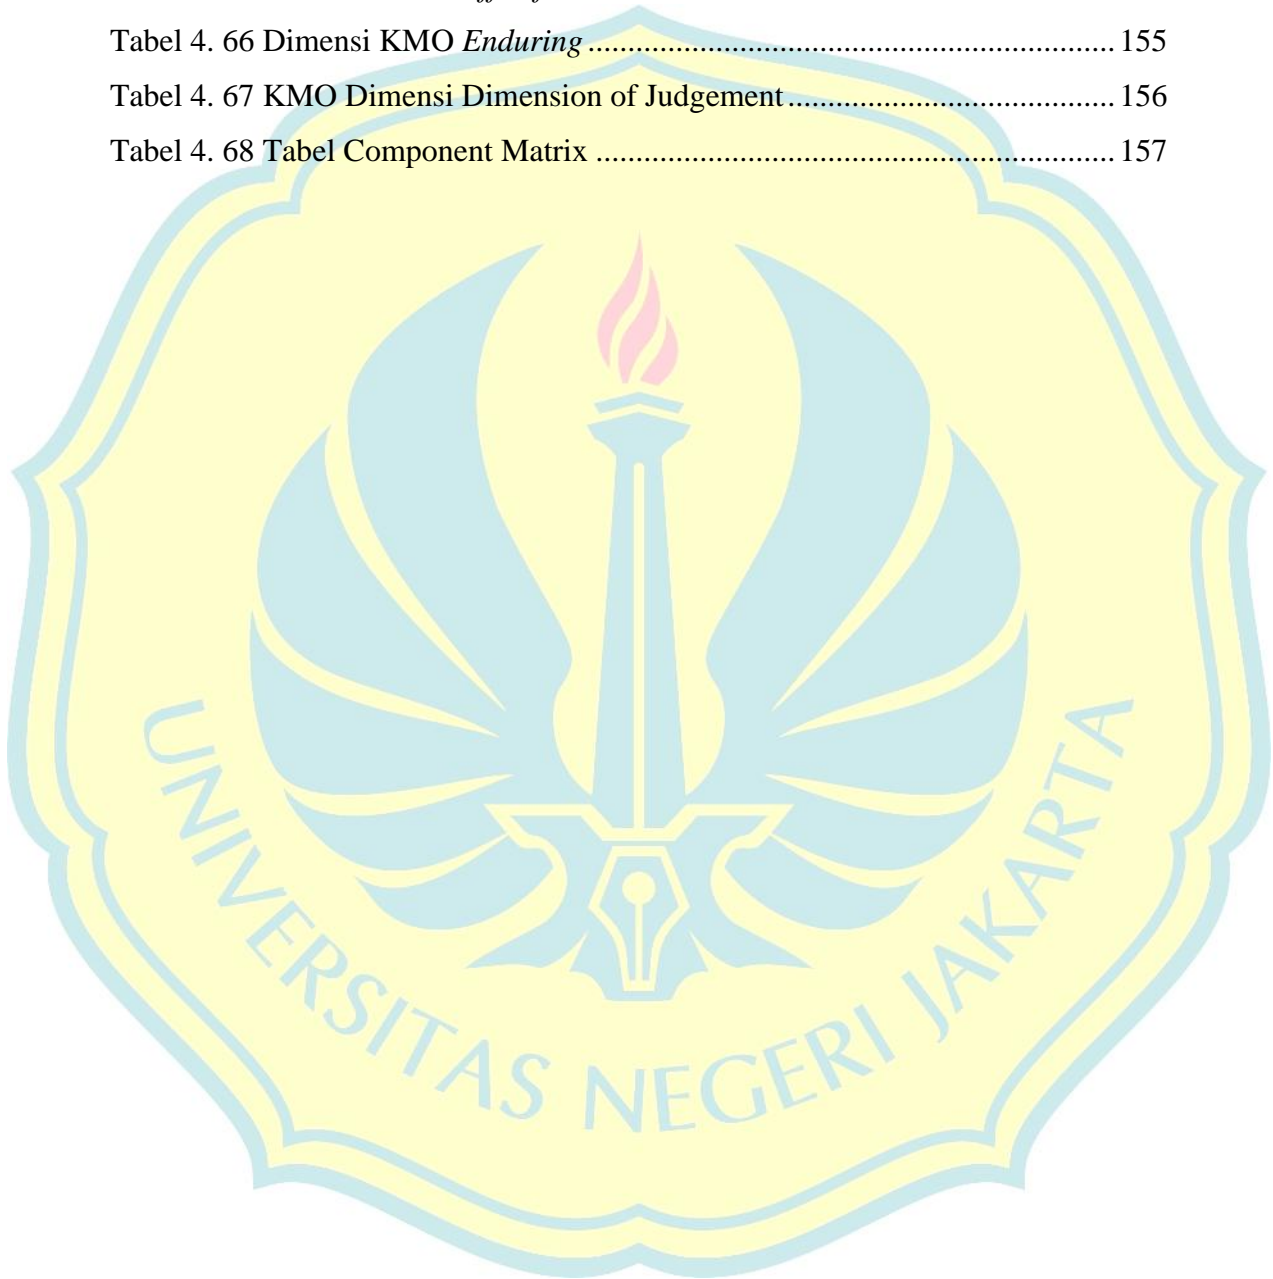 Tabel 4. 66 Dimensi KMO Enduring ................................................................. 155
Tabel 4. 67 KMO Dimensi Dimension of Judgement ........................................ 156
Tabel 4. 68 Tabel Component Matrix ................................................................ 157
UNIVERSITAS NEGERI JAKARTA